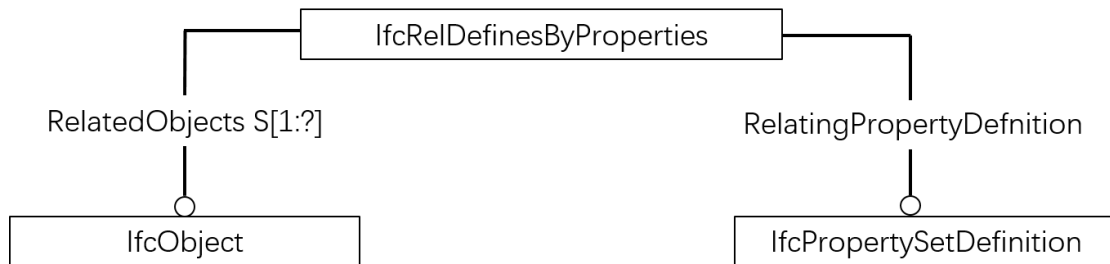 IfcRelDefinesByProperties
RelatedObjects S[1:?]
RelatingPropertyDefnition
IfcObject
IfcPropertySetDefinition